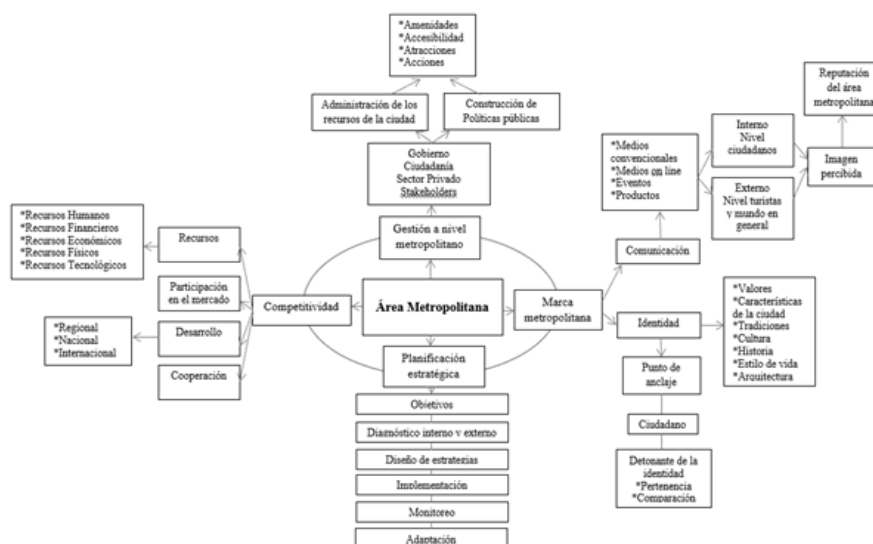 *Amenidades
*Accesibilidad
*Atracciones
*Acciones
Administración de los
recursos de la ciudad
Construcción de
Políticas públicas
Gobierno
Ciudadanía
Sector Privado
Stakeholders
Gestión a nivel
metropolitano
Reputación
del área
metropolitana
Interno
Nivel
ciudadanos
Imagen
percibida
Externo
Nivel turistas
y mundo en
general
*Medios
convencionales
*Medios on line
*Eventos
*Productos
Comunicación
*Recursos Humanos
*Recursos Financieros
*Recursos Económicos
*Recursos Físicos
*Recursos Tecnológicos
Recursos
Participación
en el mercado
Competitividad
*Regional
*Nacional
*Internacional
Desarrollo
Cooperación
Área Metropolitana
Marca
metropolitana
Identidad
*Valores
*Características
de la ciudad
*Tradiciones
*Cultura
*Historia
*Estilo de vida
*Arquitectura
Punto de
anclaje
Ciudadano
Detonante de la
identidad
*Pertenencia
*Comparación
Planificación
estratégica
Objetivos
Diagnóstico interno y externo
Diseño de estrategias
Implementación
Monitoreo
Adaptación